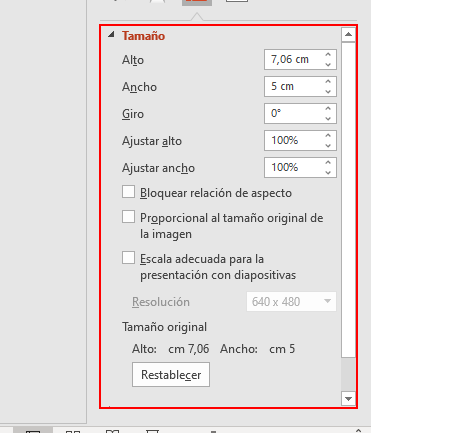 Tamaño
Alto 7,06 cm
Ancho 5 cm
Giro 0°
Ajustar alto 100%
Ajustar ancho 100%
Bloquear relación de aspecto
Proporcional al tamaño original de
la imagen
Escala adecuada para la
presentación con diapositivas
Resolución 640 x 480
Tamaño original
Alto: cm 7,06 Ancho: cm 5
Restablecer